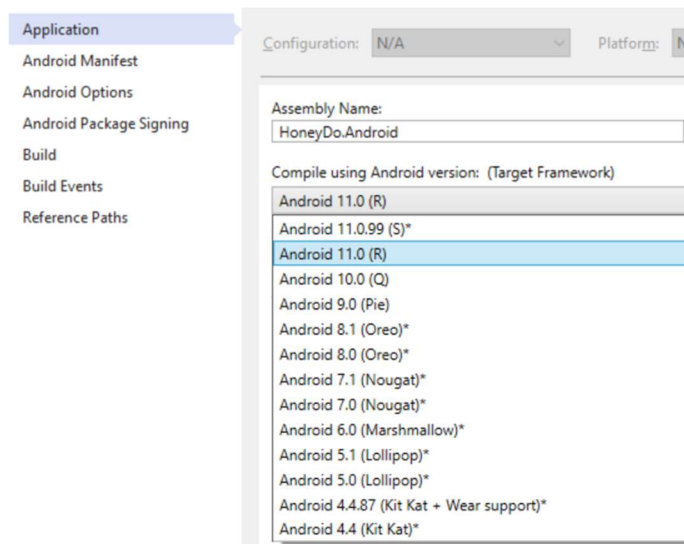 Application
Android Manifest
Android Options
Android Package Signing
Build
Build Events
Reference Paths
Configuration: N/A Platform: N
Assembly Name:
HoneyDo.Android
Compile using Android version: (Target Framework)
Android 11.0 (R)
Android 11.0.99 (S)*
Android 11.0 (R)
Android 10.0 (Q)
Android 9.0 (Pie)
Android 8.1 (Oreo)*
Android 8.0 (Oreo)*
Android 7.1 (Nougat)*
Android 7.0 (Nougat)*
Android 6.0 (Marshmallow)*
Android 5.1 (Lollipop)*
Android 5.0 (Lollipop)*
Android 4.4.87 (Kit Kat + Wear support)*
Android 4.4 (Kit Kat)*